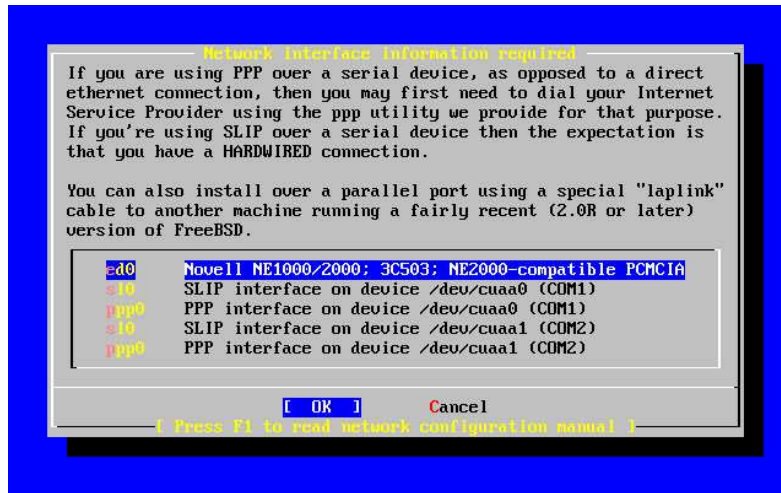 Network interface information required
If you are using PPP over a serial device, as opposed to a direct
ethernet connection, then you may first need to dial your Internet
Service Provider using the ppp utility we provide for that purpose.
If you're using SLIP over a serial device then the expectation is
that you have a HARDWIRED connection.
You can also install over a parallel port using a special "laplink"
cable to another machine running a fairly recent (2.0R or later)
version of FreeBSD.
ed0 Novell NE1000/2000; 3C503; NE2000-compatible PCMCIA
sl0 SLIP interface on device /dev/cuaa0 (COM1)
ppp0 PPP interface on device /dev/cuaa0 (COM1)
sl0 SLIP interface on device /dev/cuaa1 (COM2)
ppp0 PPP interface on device /dev/cuaa1 (COM2)
[ OK ] Cancel
[ Press F1 to read network configuration manual ]